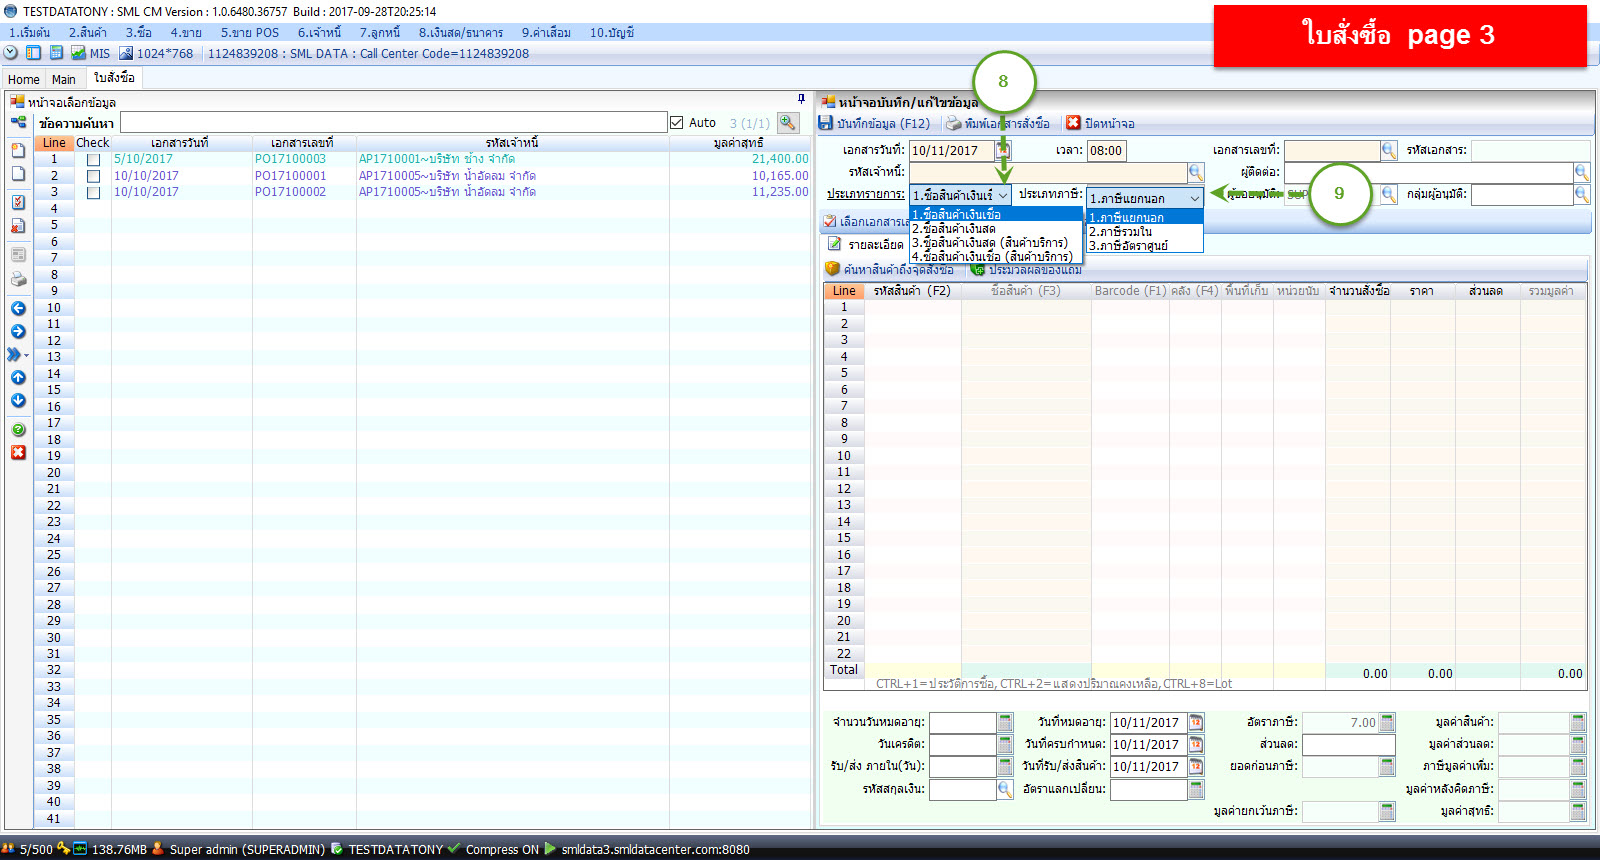 TESTDATATONY : SML CM Version : 1.0.6480.36757  Build : 2017-09-28T20:25:14
ใบสั่งซื้อ  page 3
1.เริ่มต้น 2.สินค้า 3.ซื้อ 4.ขาย 5.ขาย POS 6.เจ้าหนี้ 7.ลูกหนี้ 8.เงินสด/ธนาคาร 9.ค่าเสื่อม 10.บัญชี
MIS 1024*768 1124839208 : SML DATA : Call Center Code=1124839208
Home Main ใบสั่งซื้อ
8
หน้าจอเลือกข้อมูล
ข้อความค้นหา Auto 3 (1/1)
Line Check เอกสารวันที่ เอกสารเลขที่ รหัสเจ้าหนี้ มูลค่าสุทธิ
1 5/10/2017 PO17100003 AP1710001~บริษัท ช้าง จำกัด 21,400.00
2 10/10/2017 PO17100001 AP1710005~บริษัท น้ำอัดลม จำกัด 10,165.00
3 10/10/2017 PO17100002 AP1710005~บริษัท น้ำอัดลม จำกัด 11,235.00
4
5
6
7
8
9
10
11
12
13
14
15
16
17
18
19
20
21
22
23
24
25
26
27
28
29
30
31
32
33
34
35
36
37
38
39
40
41
หน้าจอบันทึก/แก้ไขข้อมูล
บันทึกข้อมูล (F12) พิมพ์เอกสารสั่งซื้อ ปิดหน้าจอ
เอกสารวันที่: 10/11/2017 เวลา: 08:00 เอกสารเลขที่: รหัสเอกสาร:
รหัสเจ้าหนี้: ผู้ติดต่อ:
ประเภทรายการ: 1.ซื้อสินค้าเงินเชื่ ประเภทภาษี: 1.ภาษีแยกนอก 9 ผู้ขออนุมัติ: SUP กลุ่มผู้อนุมัติ:
1.ซื้อสินค้าเงินเชื่อ
2.ซื้อสินค้าเงินสด
3.ซื้อสินค้าเงินสด (สินค้าบริการ)
4.ซื้อสินค้าเงินเชื่อ (สินค้าบริการ)
1.ภาษีแยกนอก
2.ภาษีรวมใน
3.ภาษีอัตราศูนย์
เลือกเอกสาร
รายละเอียด
ค้นหาสินค้าถึงจุดสั่งซื้อ ประมวลผลของแถม
Line รหัสสินค้า (F2) ชื่อสินค้า (F3) Barcode (F1) คลัง (F4) พื้นที่เก็บ หน่วยนับ จำนวนสั่งซื้อ ราคา ส่วนลด รวมมูลค่า
1
2
3
4
5
6
7
8
9
10
11
12
13
14
15
16
17
18
19
20
21
22
Total 0.00 0.00 0.00
CTRL+1=ประวัติการซื้อ, CTRL+2=แสดงปริมาณคงเหลือ, CTRL+8=Lot
จำนวนวันหมดอายุ: วันที่หมดอายุ: 10/11/2017 อัตราภาษี: 7.00 มูลค่าสินค้า:
วันเครดิต: วันที่ครบกำหนด: 10/11/2017 ส่วนลด: มูลค่าส่วนลด:
รับ/ส่ง ภายใน(วัน): วันที่รับ/ส่งสินค้า: 10/11/2017 ยอดก่อนภาษี: ภาษีมูลค่าเพิ่ม:
รหัสสกุลเงิน: อัตราแลกเปลี่ยน: มูลค่าหลังคิดภาษี:
มูลค่ายกเว้นภาษี: มูลค่าสุทธิ:
5/500 138.76MB Super admin (SUPERADMIN) TESTDATATONY Compress ON smldata3.smldatacenter.com:8080